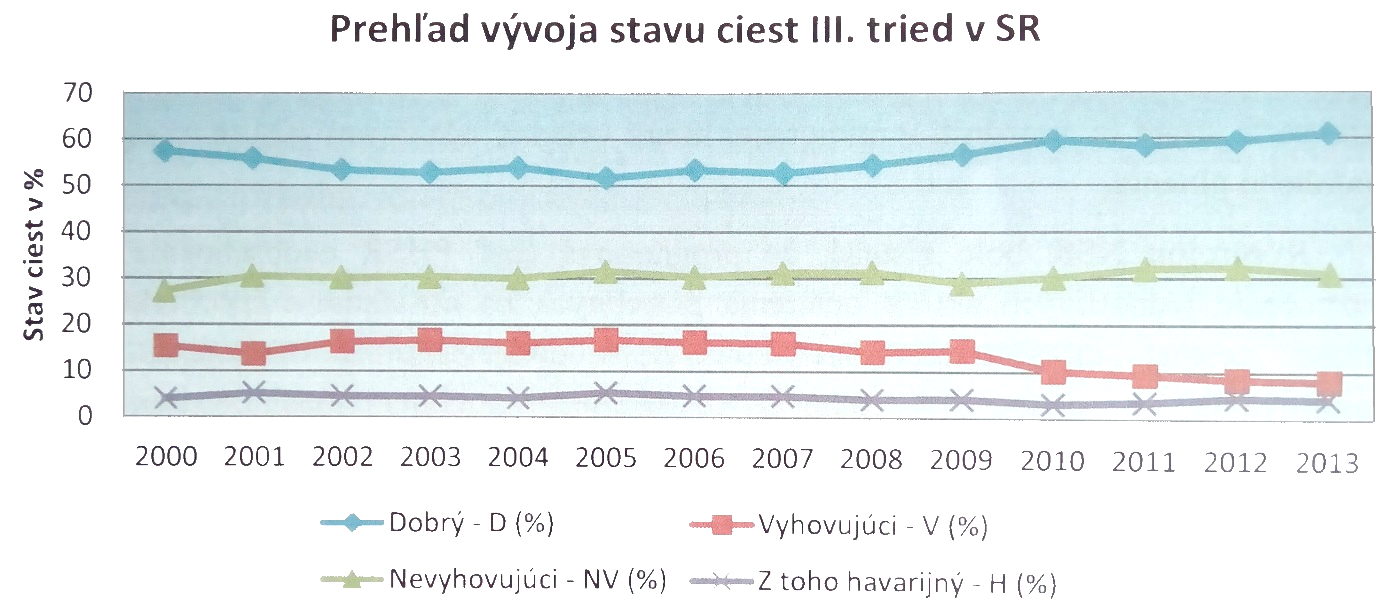 Prehľad vývoja stavu ciest III. tried v SR
Stav ciest v %
70
60
50
40
30
20
10
0
2000 2001 2002 2003 2004 2005 2006 2007 2008 2009 2010 2011 2012 2013
Dobrý - D (%) Vyhovujúci - V (%)
Nevyhovujúci - NV (%) Z toho havarijný - H (%)